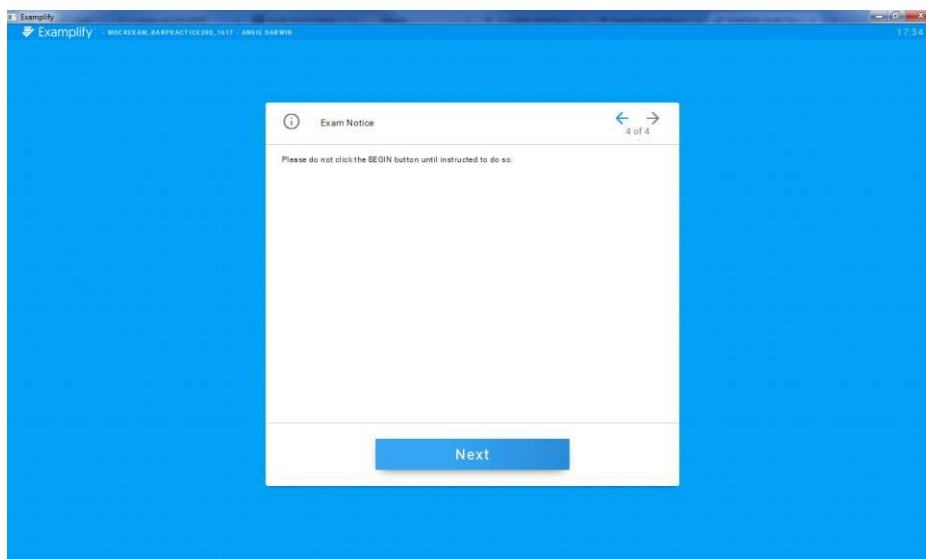 Examplify
Examplify - MOCKEXAM_BARPRACTICE20Q_1017 - ANGIE DARWIN
17:34
Exam Notice
4 of 4
Please do not click the BEGIN button until instructed to do so.
Next